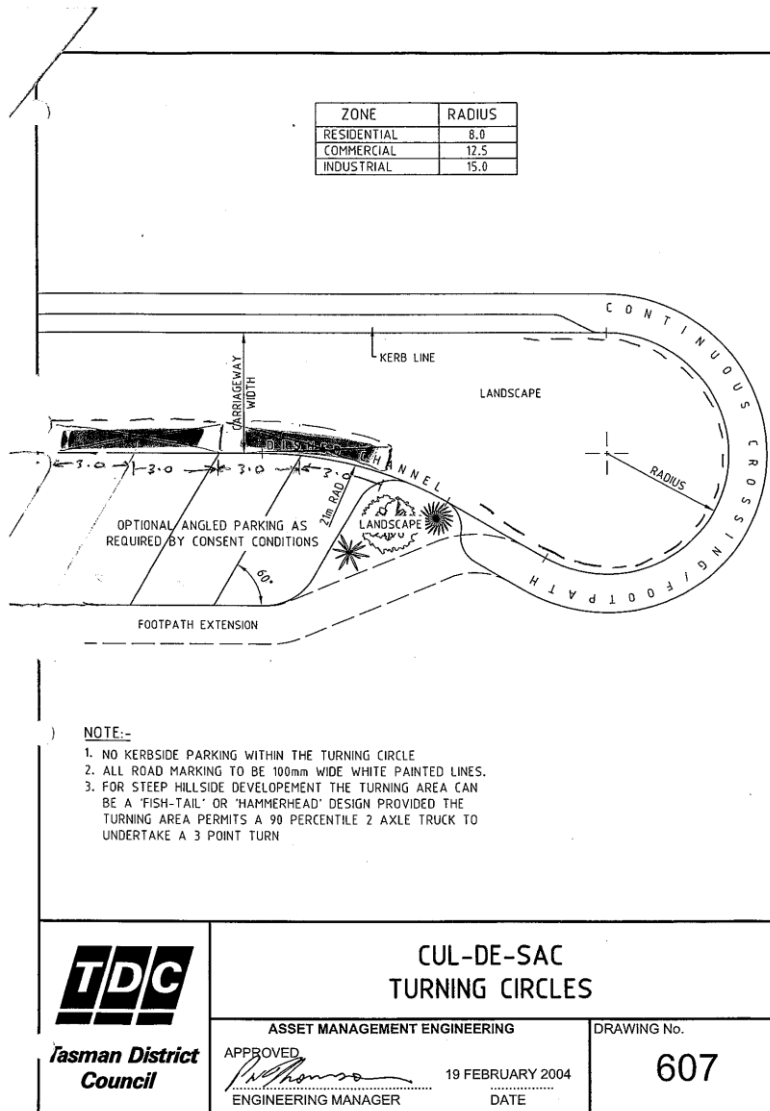 ZONE RADIUS
RESIDENTIAL 8.0
COMMERCIAL 12.5
INDUSTRIAL 15.0
CONTINUOUS CROSSING/FOOTPATH
KERB LINE
CARRIAGEWAY
WIDTH
LANDSCAPE
RADIUS
CHANNEL
3.0 3.0 3.0 3.0
21m RAD
LANDSCAPE
OPTIONAL ANGLED PARKING AS
REQUIRED BY CONSENT CONDITIONS
60°
FOOTPATH EXTENSION
NOTE:-
1. NO KERBSIDE PARKING WITHIN THE TURNING CIRCLE
2. ALL ROAD MARKING TO BE 100mm WIDE WHITE PAINTED LINES.
3. FOR STEEP HILLSIDE DEVELOPEMENT THE TURNING AREA CAN
BE A 'FISH-TAIL' OR 'HAMMERHEAD' DESIGN PROVIDED THE
TURNING AREA PERMITS A 90 PERCENTILE 2 AXLE TRUCK TO
UNDERTAKE A 3 POINT TURN
TDC
Tasman District
Council
CUL-DE-SAC
TURNING CIRCLES
ASSET MANAGEMENT ENGINEERING
APPROVED
19 FEBRUARY 2004
ENGINEERING MANAGER DATE
DRAWING No.
607